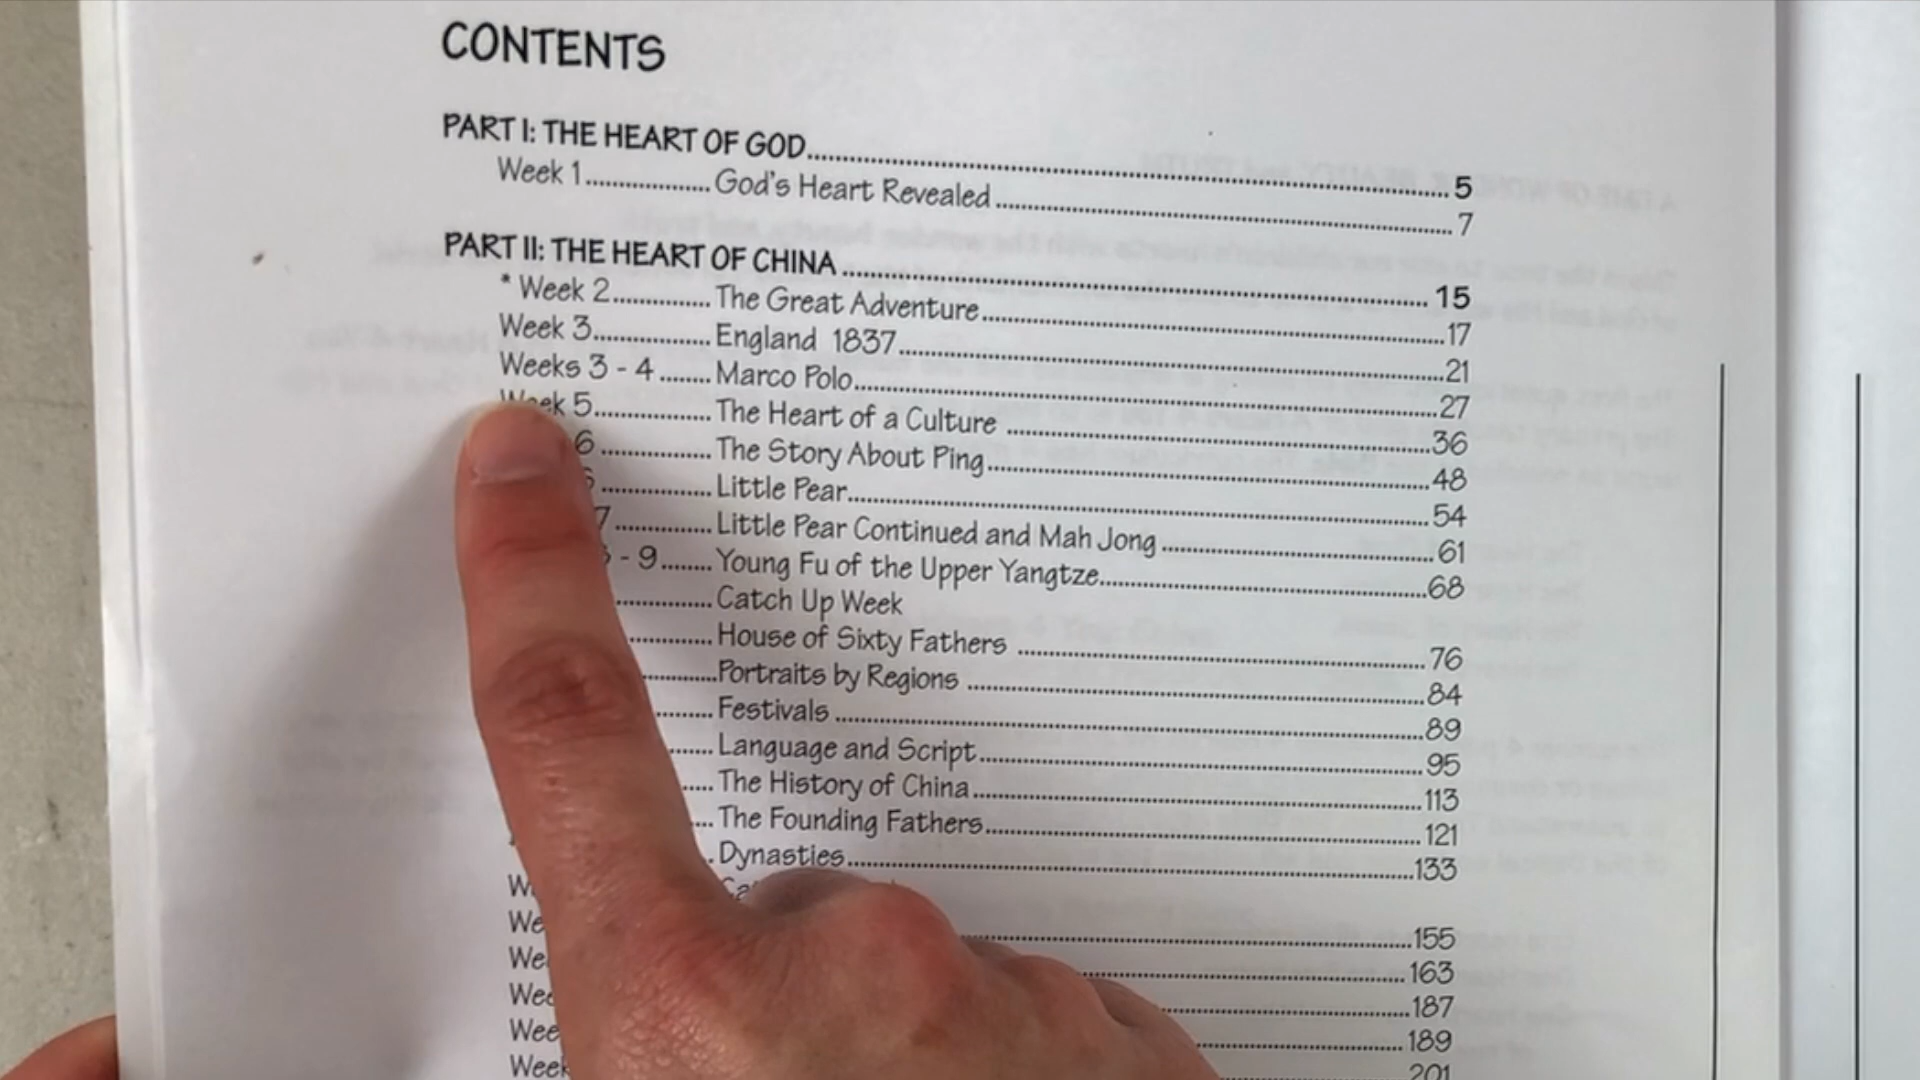 CONTENTS
PART I: THE HEART OF GOD 5
Week 1 God's Heart Revealed 7
PART II: THE HEART OF CHINA 15
* Week 2 The Great Adventure 17
Week 3 England 1837 21
Weeks 3 - 4 Marco Polo 27
Week 5 The Heart of a Culture 36
6 The Story About Ping 48
Little Pear 54
7 Little Pear Continued and Mah Jong 61
- 9 Young Fu of the Upper Yangtze 68
Catch Up Week
House of Sixty Fathers 76
Portraits by Regions 84
Festivals 89
Language and Script 95
The History of China 113
The Founding Fathers 121
Dynasties 133
155
163
187
189
Week 201